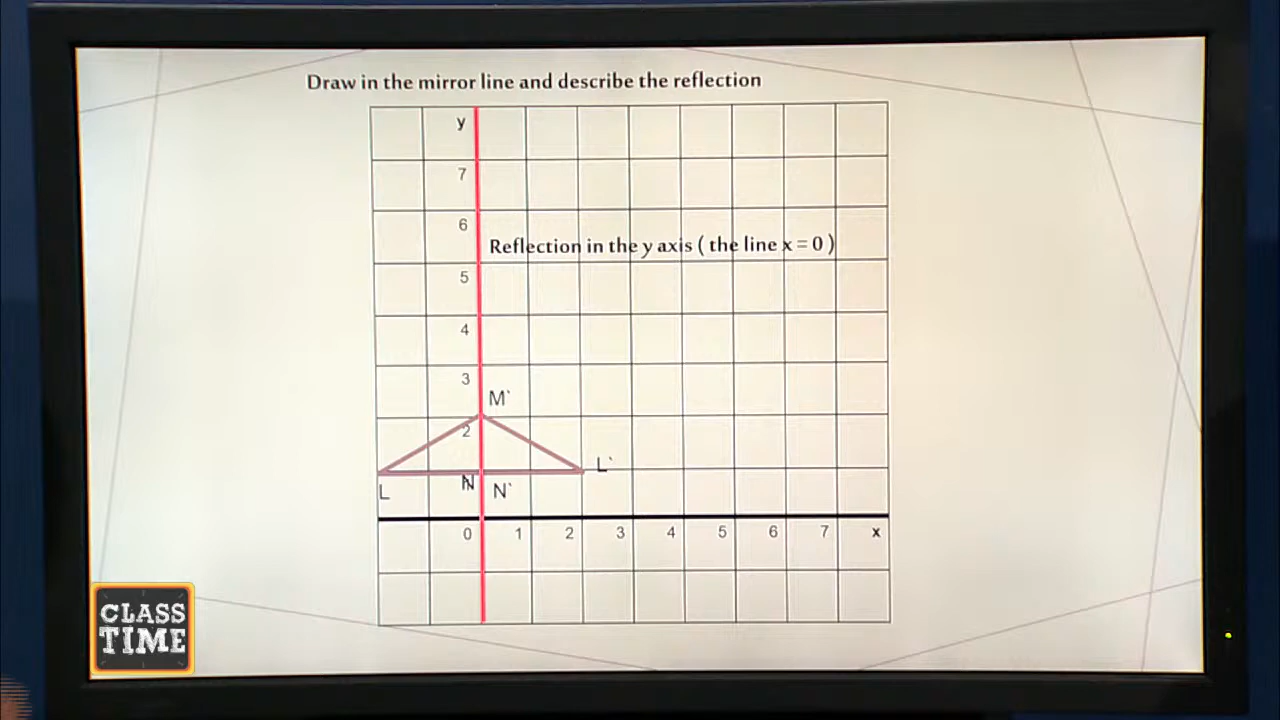 Draw in the mirror line and describe the reflection
y
7
6
Reflection in the y axis ( the line x = 0 )
5
4
3
M`
2
L`
L
N
N`
0 1 2 3 4 5 6 7 x
CLASS
TIME